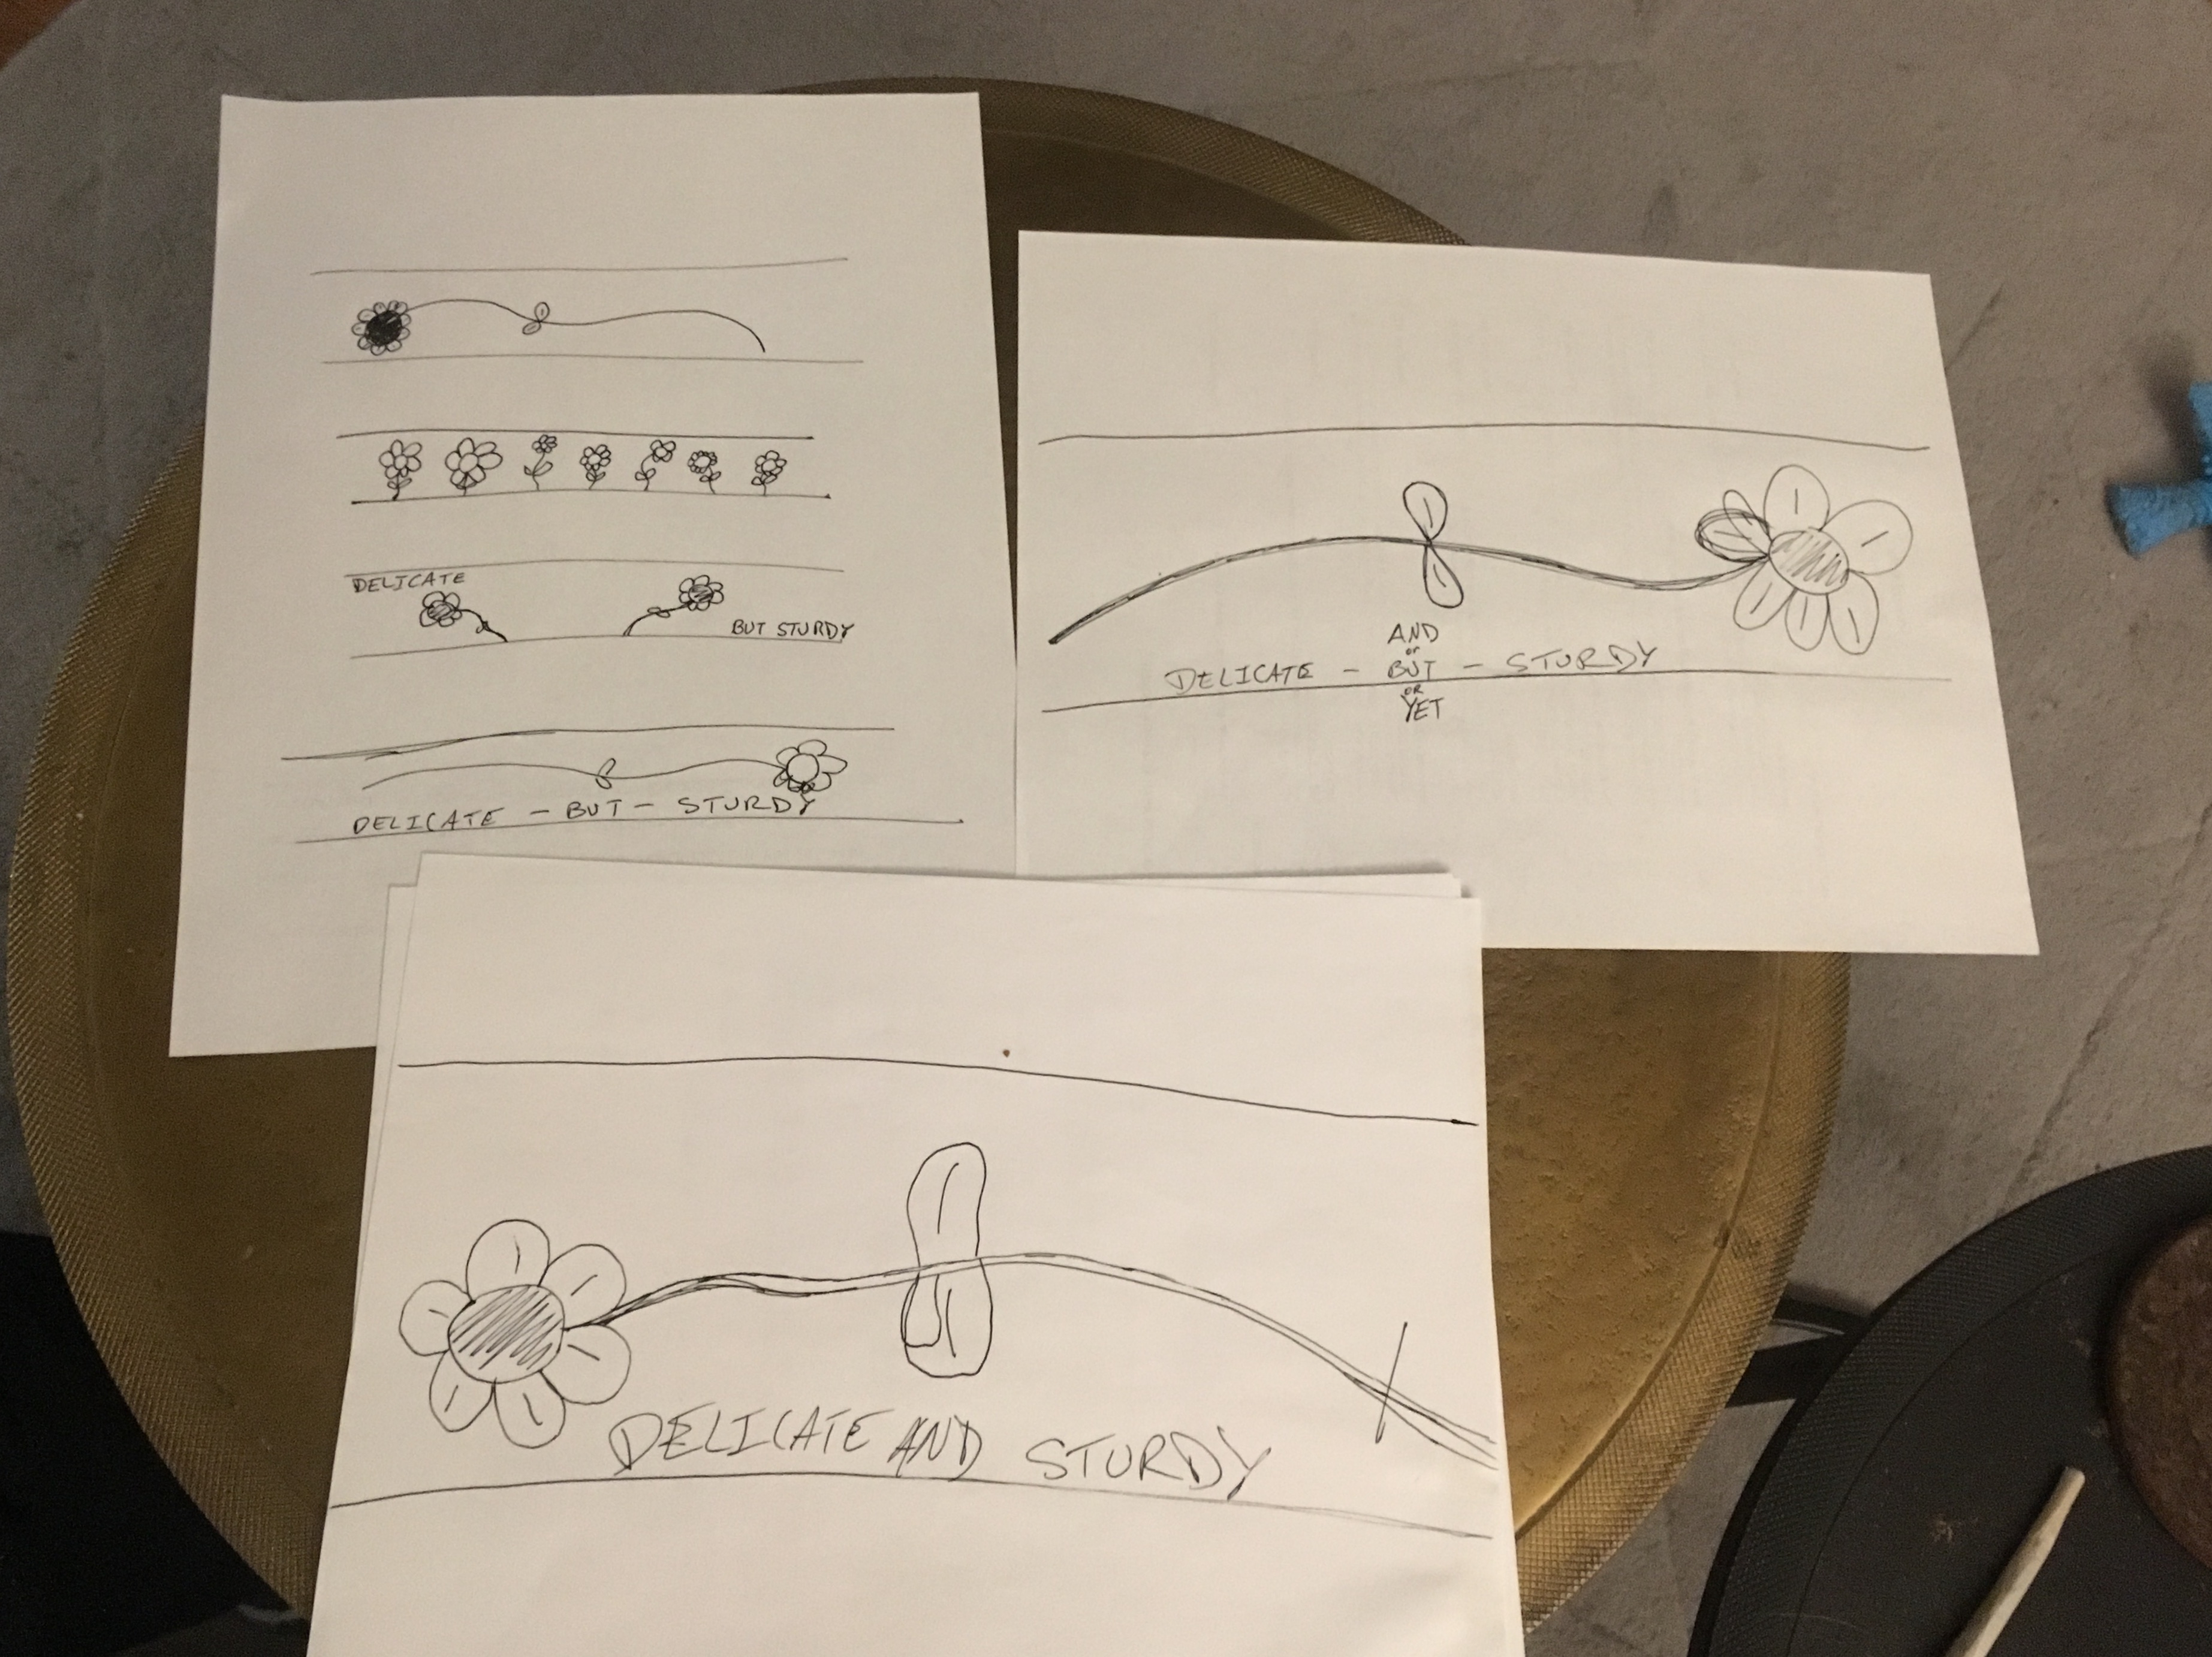 DELICATE
BUT STURDY
DELICATE - BUT - STURDY
AND
or
DELICATE - BUT - STURDY
OR
YET
DELICATE AND STURDY